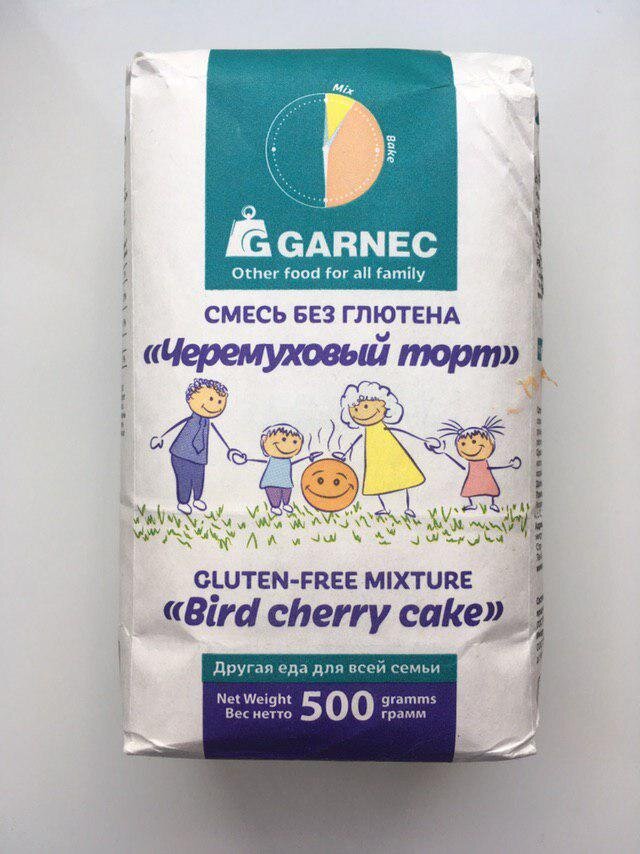 Mix
Bake
GARNEC
Other food for all family
СМЕСЬ БЕЗ ГЛЮТЕНА
«Черемуховый торт»
GLUTEN-FREE MIXTURE
«Bird cherry cake»
Другая еда для всей семьи
Net Weight 500 gramms
Вес нетто грамм